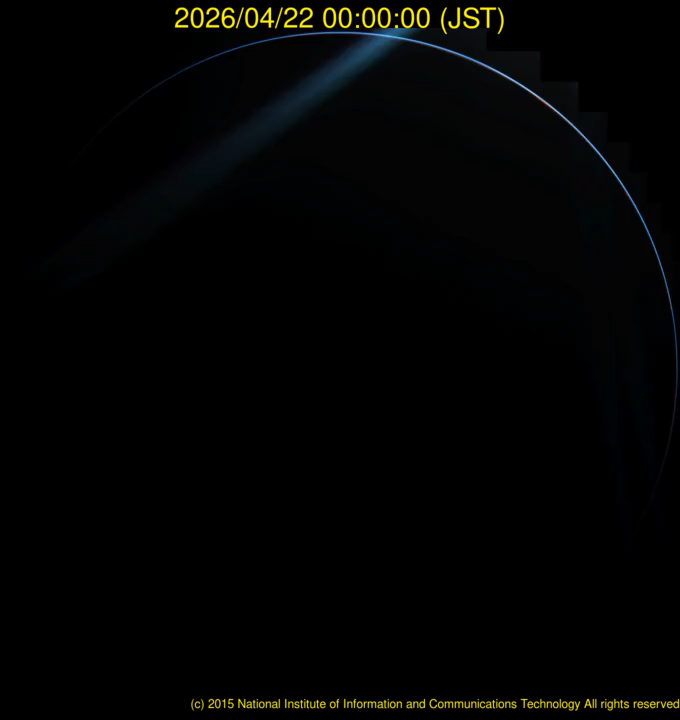 2026/04/22 00:00:00 (JST)
(c) 2015 National Institute of Information and Communications Technology All rights reserved